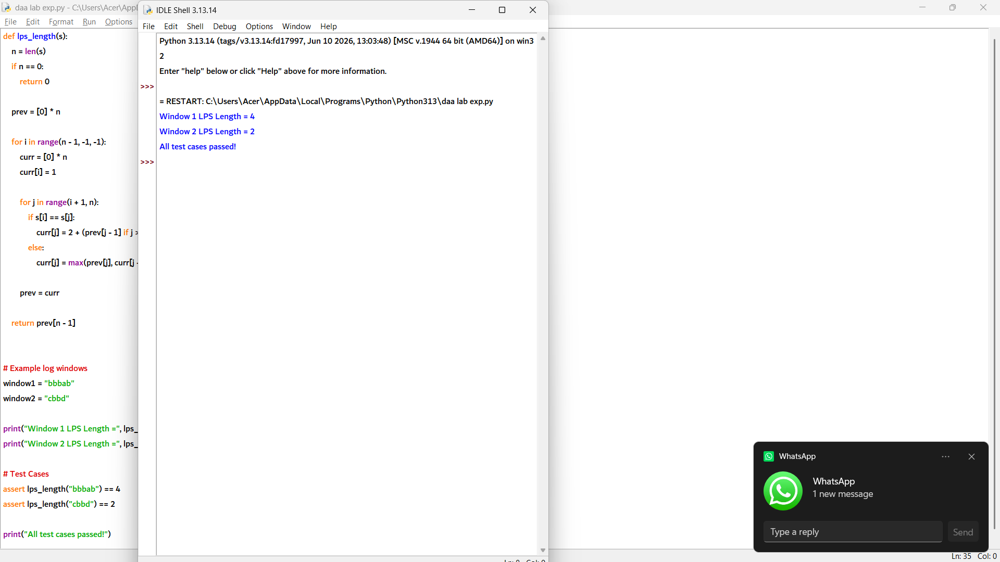 daa lab exp.py - C:\Users\Acer\AppD
File Edit Format Run Options
def lps_length(s):
n = len(s)
if n == 0:
return 0
prev = [0] * n
for i in range(n - 1, -1, -1):
curr = [0] * n
curr[i] = 1
for j in range(i + 1, n):
if s[i] == s[j]:
curr[j] = 2 + (prev[j - 1] if j >
else:
curr[j] = max(prev[j], curr[j -
prev = curr
return prev[n - 1]
# Example log windows
window1 = "bbbab"
window2 = "cbbd"
print("Window 1 LPS Length =", lps_
print("Window 2 LPS Length =", lps_
# Test Cases
assert lps_length("bbbab") == 4
assert lps_length("cbbd") == 2
print("All test cases passed!")
IDLE Shell 3.13.14
File Edit Shell Debug Options Window Help
Python 3.13.14 (tags/v3.13.14:fd17997, Jun 10 2026, 13:03:48) [MSC v.1944 64 bit (AMD64)] on win3
2
Enter "help" below or click "Help" above for more information.
>>>
= RESTART: C:\Users\Acer\AppData\Local\Programs\Python\Python313\daa lab exp.py
Window 1 LPS Length = 4
Window 2 LPS Length = 2
All test cases passed!
>>>
WhatsApp
WhatsApp
1 new message
Type a reply
Send
Ln: 35 Col: 0